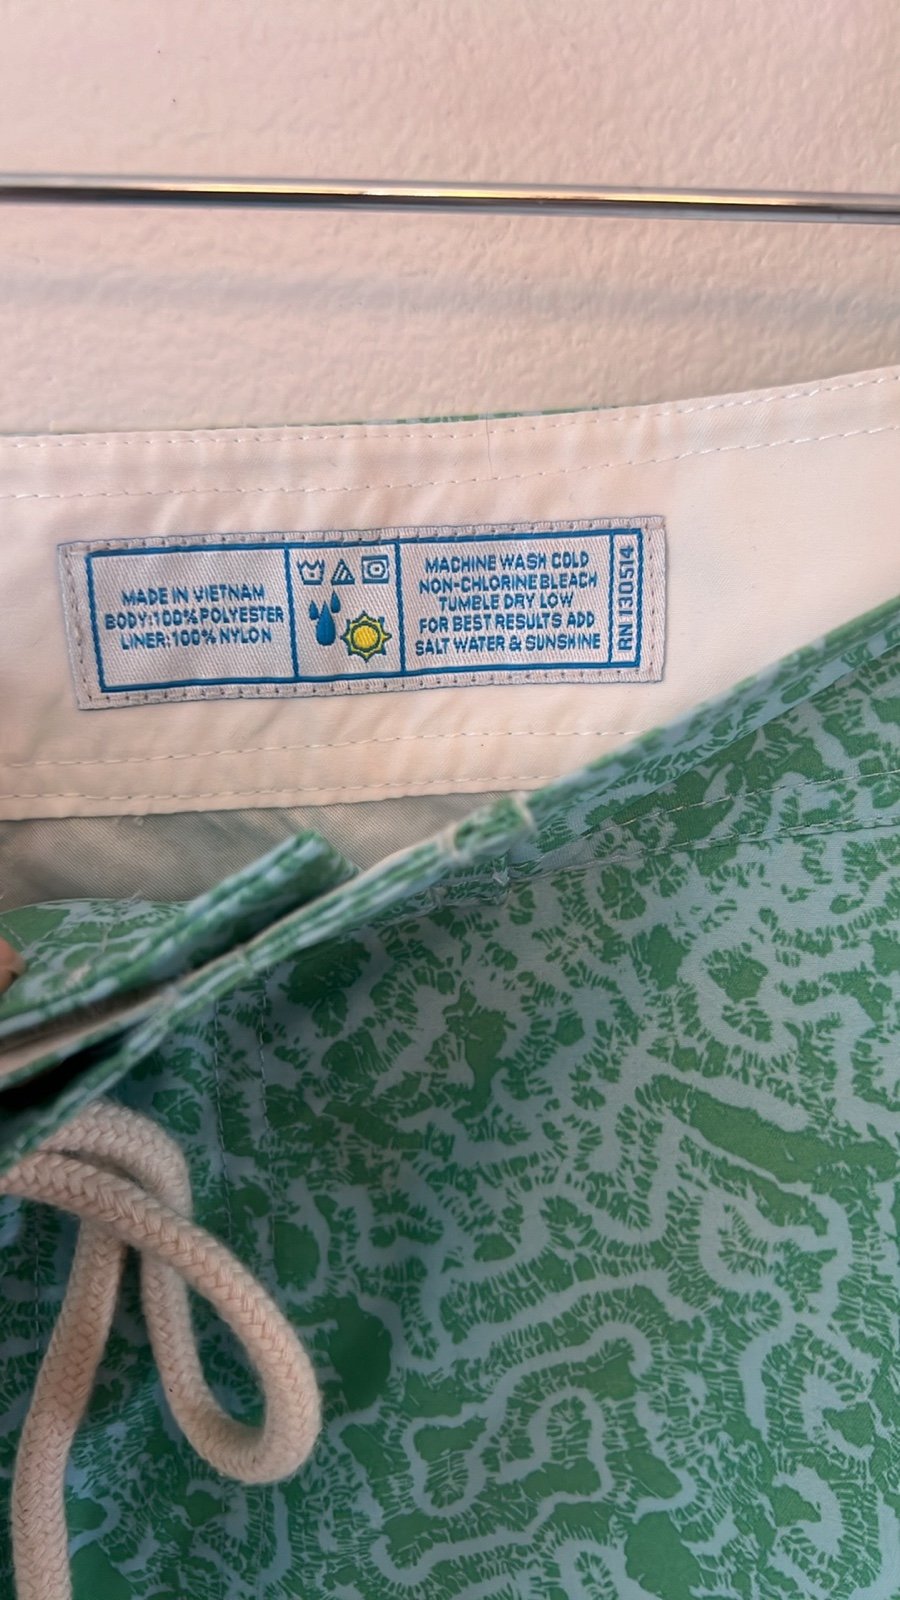 MADE IN VIETNAM
BODY:100% POLYESTER
LINER:100% NYLON
MACHINE WASH COLD
NON-CHLORINE BLEACH
TUMBLE DRY LOW
FOR BEST RESULTS ADD
SALT WATER & SUNSHINE
RN 130514